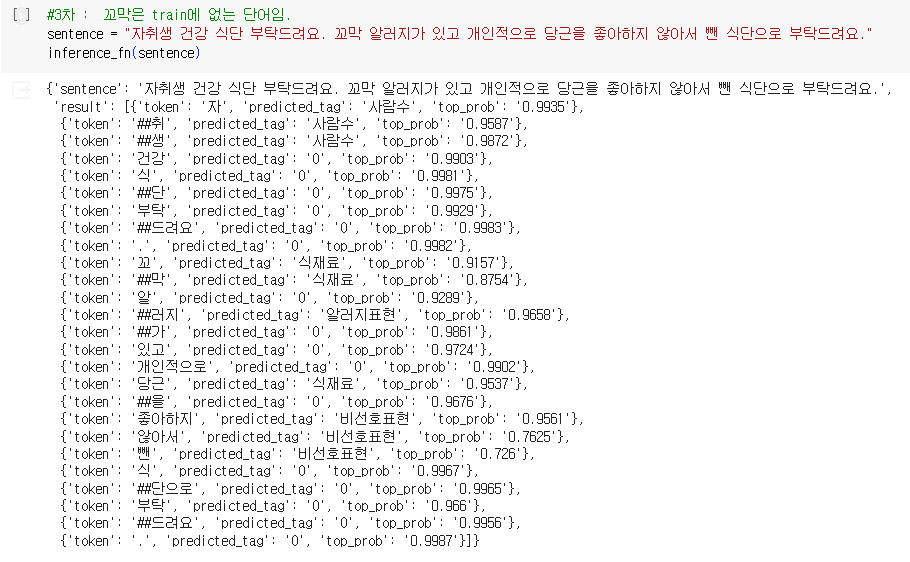 [ ] #3차 : 꼬막은 train에 없는 단어임.
sentence = "자취생 건강 식단 부탁드려요. 꼬막 알러지가 있고 개인적으로 당근을 좋아하지 않아서 뺀 식단으로 부탁드려요."
inference_fn(sentence)
{'sentence': '자취생 건강 식단 부탁드려요. 꼬막 알러지가 있고 개인적으로 당근을 좋아하지 않아서 뺀 식단으로 부탁드려요.',
'result': [{'token': '자', 'predicted_tag': '사람수', 'top_prob': '0.9935'},
{'token': '##취', 'predicted_tag': '사람수', 'top_prob': '0.9587'},
{'token': '##생', 'predicted_tag': '사람수', 'top_prob': '0.9872'},
{'token': '건강', 'predicted_tag': 'O', 'top_prob': '0.9903'},
{'token': '식', 'predicted_tag': 'O', 'top_prob': '0.9981'},
{'token': '##단', 'predicted_tag': 'O', 'top_prob': '0.9975'},
{'token': '부탁', 'predicted_tag': 'O', 'top_prob': '0.9929'},
{'token': '##드려요', 'predicted_tag': 'O', 'top_prob': '0.9983'},
{'token': '.', 'predicted_tag': 'O', 'top_prob': '0.9982'},
{'token': '꼬', 'predicted_tag': '식재료', 'top_prob': '0.9157'},
{'token': '##막', 'predicted_tag': '식재료', 'top_prob': '0.8754'},
{'token': '알', 'predicted_tag': 'O', 'top_prob': '0.9289'},
{'token': '##러지', 'predicted_tag': '알러지표현', 'top_prob': '0.9658'},
{'token': '##가', 'predicted_tag': 'O', 'top_prob': '0.9861'},
{'token': '있고', 'predicted_tag': 'O', 'top_prob': '0.9724'},
{'token': '개인적으로', 'predicted_tag': 'O', 'top_prob': '0.9902'},
{'token': '당근', 'predicted_tag': '식재료', 'top_prob': '0.9537'},
{'token': '##을', 'predicted_tag': 'O', 'top_prob': '0.9676'},
{'token': '좋아하지', 'predicted_tag': '비선호표현', 'top_prob': '0.9561'},
{'token': '않아서', 'predicted_tag': '비선호표현', 'top_prob': '0.7625'},
{'token': '뺀', 'predicted_tag': '비선호표현', 'top_prob': '0.726'},
{'token': '식', 'predicted_tag': 'O', 'top_prob': '0.9967'},
{'token': '##단으로', 'predicted_tag': 'O', 'top_prob': '0.9965'},
{'token': '부탁', 'predicted_tag': 'O', 'top_prob': '0.966'},
{'token': '##드려요', 'predicted_tag': 'O', 'top_prob': '0.9956'},
{'token': '.', 'predicted_tag': 'O', 'top_prob': '0.9987'}]}